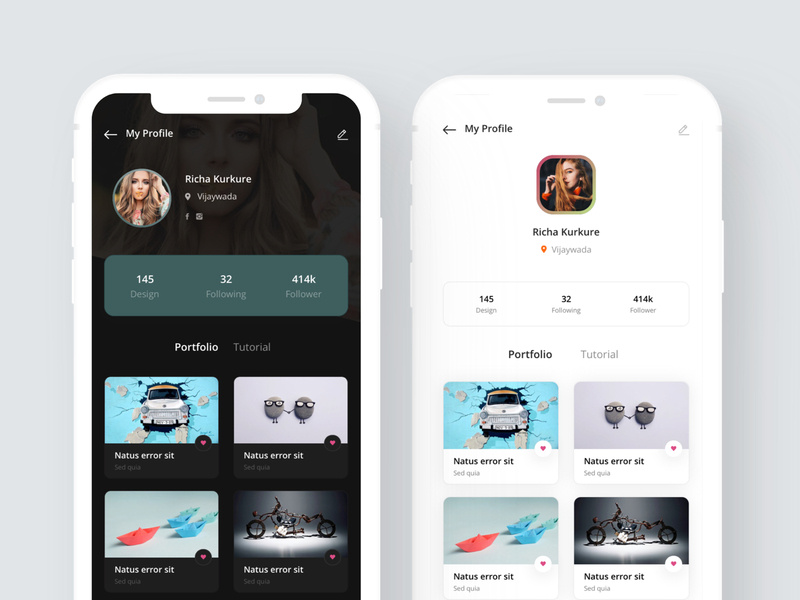 My Profile
Richa Kurkure
Vijaywada
145 32 414k
Design Following Follower
Portfolio Tutorial
Natus error sit Natus error sit
Sed quia Sed quia
Natus error sit Natus error sit
Sed quia Sed quia
My Profile
Richa Kurkure
Vijaywada
145 32 414k
Design Following Follower
Portfolio Tutorial
Natus error sit Natus error sit
Sed quia Sed quia
Natus error sit Natus error sit
Sed quia Sed quia